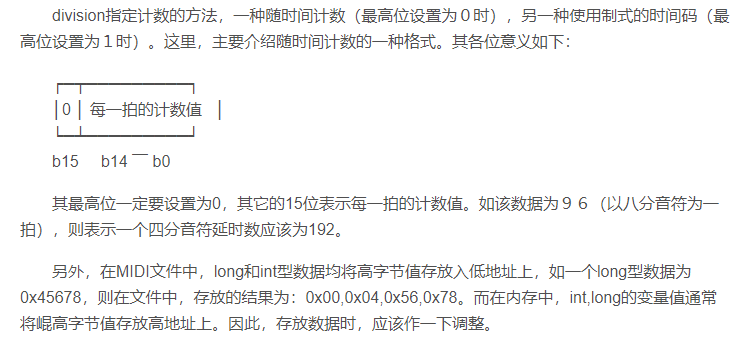 division指定计数的方法，一种随时间计数（最高位设置为０时）, 另一种使用制式的时间码（最
高位设置为１时）。这里，主要介绍随时间计数的一种格式。其各位意义如下：
┌─┬─────────┐
│0│ 每一拍的计数值 │
└─┴─────────┘
b15 b14 ￣ b0
其最高位一定要设置为0，其它的15位表示每一拍的计数值。如该数据为９６（以八分音符为一
拍）, 则表示一个四分音符延时数应该为192。
另外，在MIDI文件中，long和int型数据均将高字节值存放入低地址上，如一个long型数据为
0x45678，则在文件中，存放的结果为：0x00,0x04,0x56,0x78。而在内存中，int,long的变量值通常
将崐高字节值存放高地址上。因此，存放数据时，应该作一下调整。